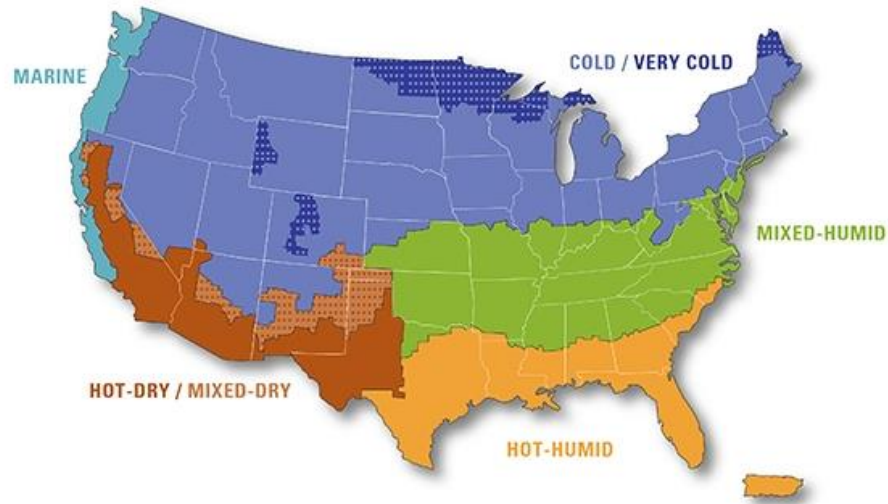 COLD / VERY COLD
MARINE
MIXED-HUMID
HOT-DRY / MIXED-DRY
HOT-HUMID